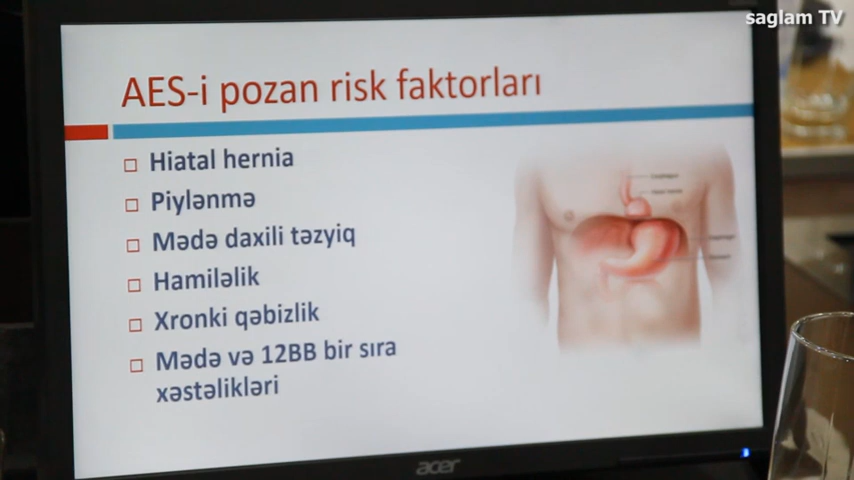 saglam TV
AES-i pozan risk faktorları
Hiatal hernia
Piylənmə
Mədə daxili təzyiq
Hamiləlik
Xronki qəbizlik
Mədə və 12BB bir sıra
xəstəlikləri
acer